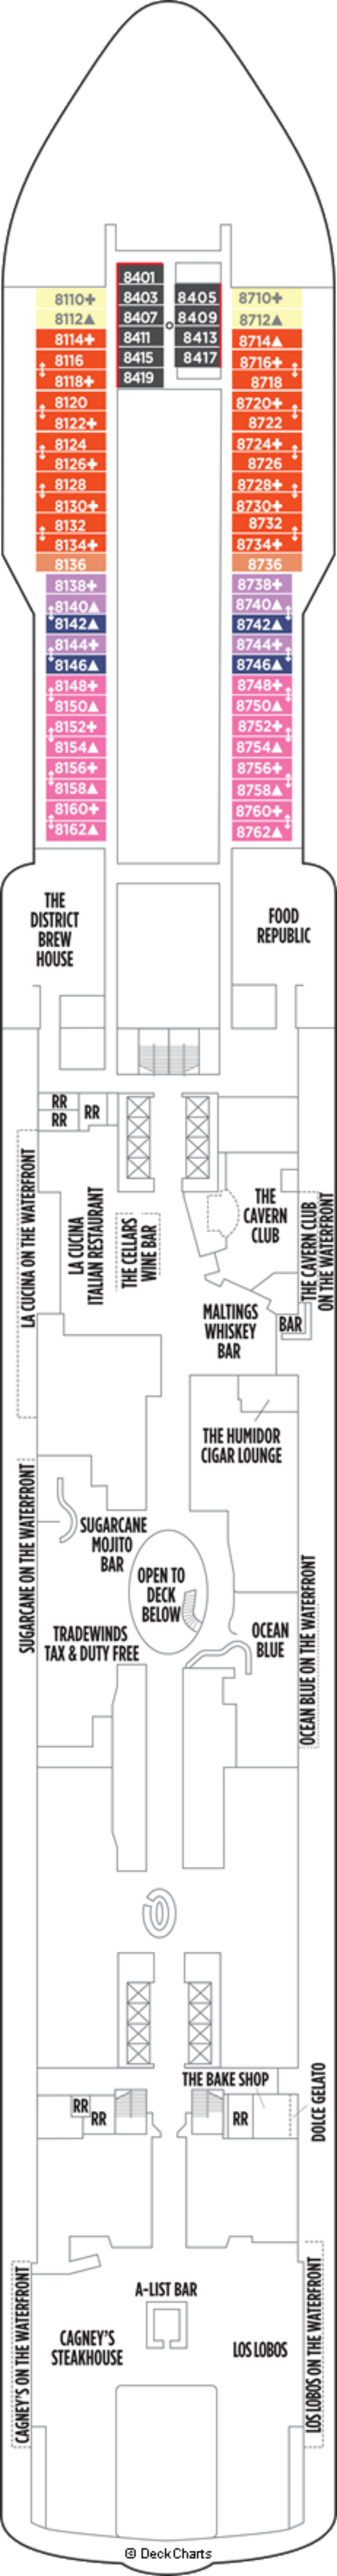 8401
8403 8405
8407 8409
8411 8413
8415 8417
8419
8110+ 8710+
8112▲ 8712▲
8114+ 8714▲
8116 8716+
8118+ 8718
8120 8720+
8122+ 8722
8124 8724+
8126+ 8726
8128 8728+
8130+ 8730+
8132 8732
8134+ 8734+
8136 8736
8138+ 8738+
8140▲ 8740▲
8142▲ 8742▲
8144+ 8744+
8146▲ 8746▲
8148+ 8748+
8150▲ 8750▲
8152+ 8752+
8154▲ 8754▲
8156+ 8756+
8158▲ 8758▲
8160+ 8760+
8162▲ 8762▲
THE
DISTRICT
BREW
HOUSE
FOOD
REPUBLIC
RR
RR
RR
LA CUCINA ON THE WATERFRONT
LA CUCINA
ITALIAN RESTAURANT
THE CELLARS
WINE BAR
THE
CAVERN
CLUB
THE CAVERN CLUB
ON THE WATERFRONT
MALTINGS
WHISKEY
BAR
BAR
THE HUMIDOR
CIGAR LOUNGE
SUGARCANE ON THE WATERFRONT
SUGARCANE
MOJITO
BAR
OPEN TO
DECK
BELOW
TRADEWINDS
TAX & DUTY FREE
OCEAN
BLUE
OCEAN BLUE ON THE WATERFRONT
THE BAKE SHOP
DOLCE GELATO
RR
RR
RR
A-LIST BAR
CAGNEY'S ON THE WATERFRONT
CAGNEY'S
STEAKHOUSE
LOS LOBOS
LOS LOBOS ON THE WATERFRONT
© DeckCharts